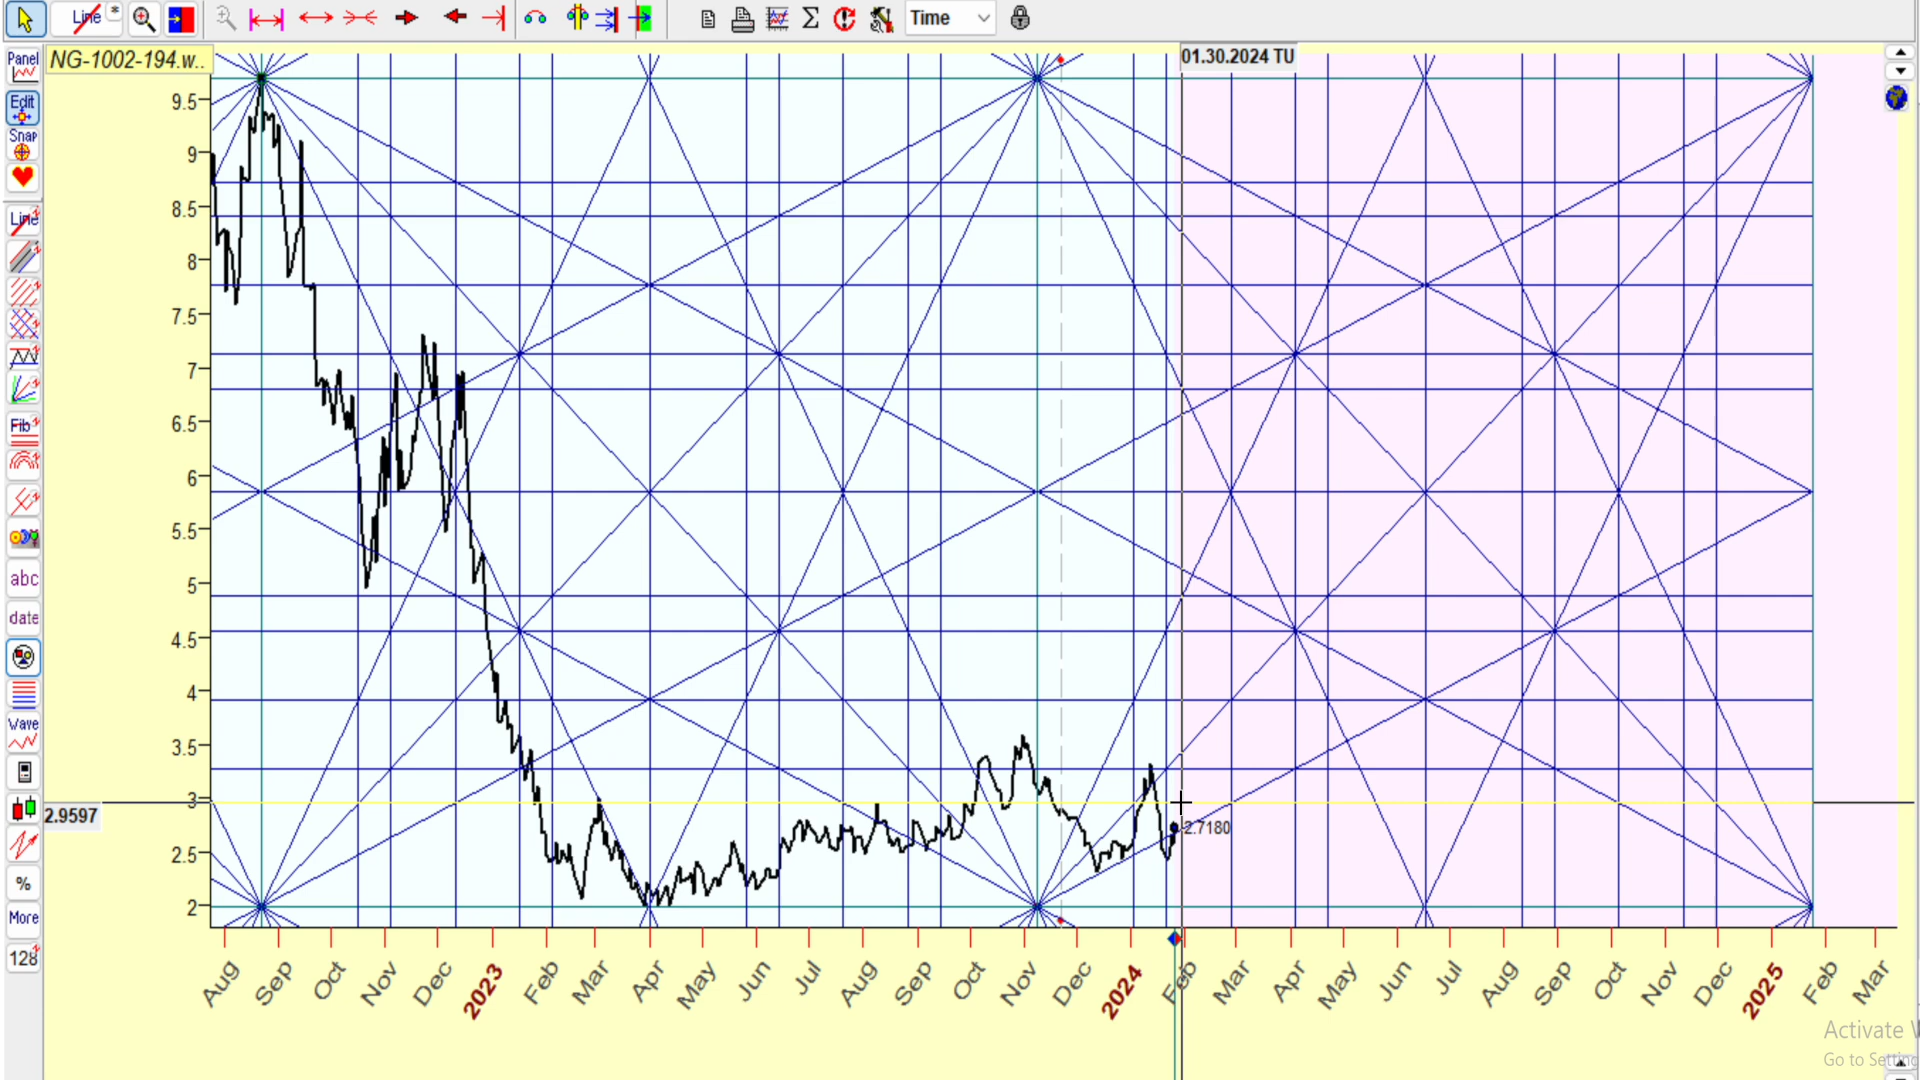 Line *
Time
Panel
NG-1002-194.w..
01.30.2024 TU
Edit
Snap
Line
Fib
abc
date
Wave
%
More
128
9.5
9
8.5
8
7.5
7
6.5
6
5.5
5
4.5
4
3.5
3
2.9597
2.7180
2.5
2
Aug Sep Oct Nov Dec 2023 Feb Mar Apr May Jun Jul Aug Sep Oct Nov Dec 2024 Feb Mar Apr May Jun Jul Aug Sep Oct Nov Dec 2025 Feb Mar
Activate W
Go to Setting